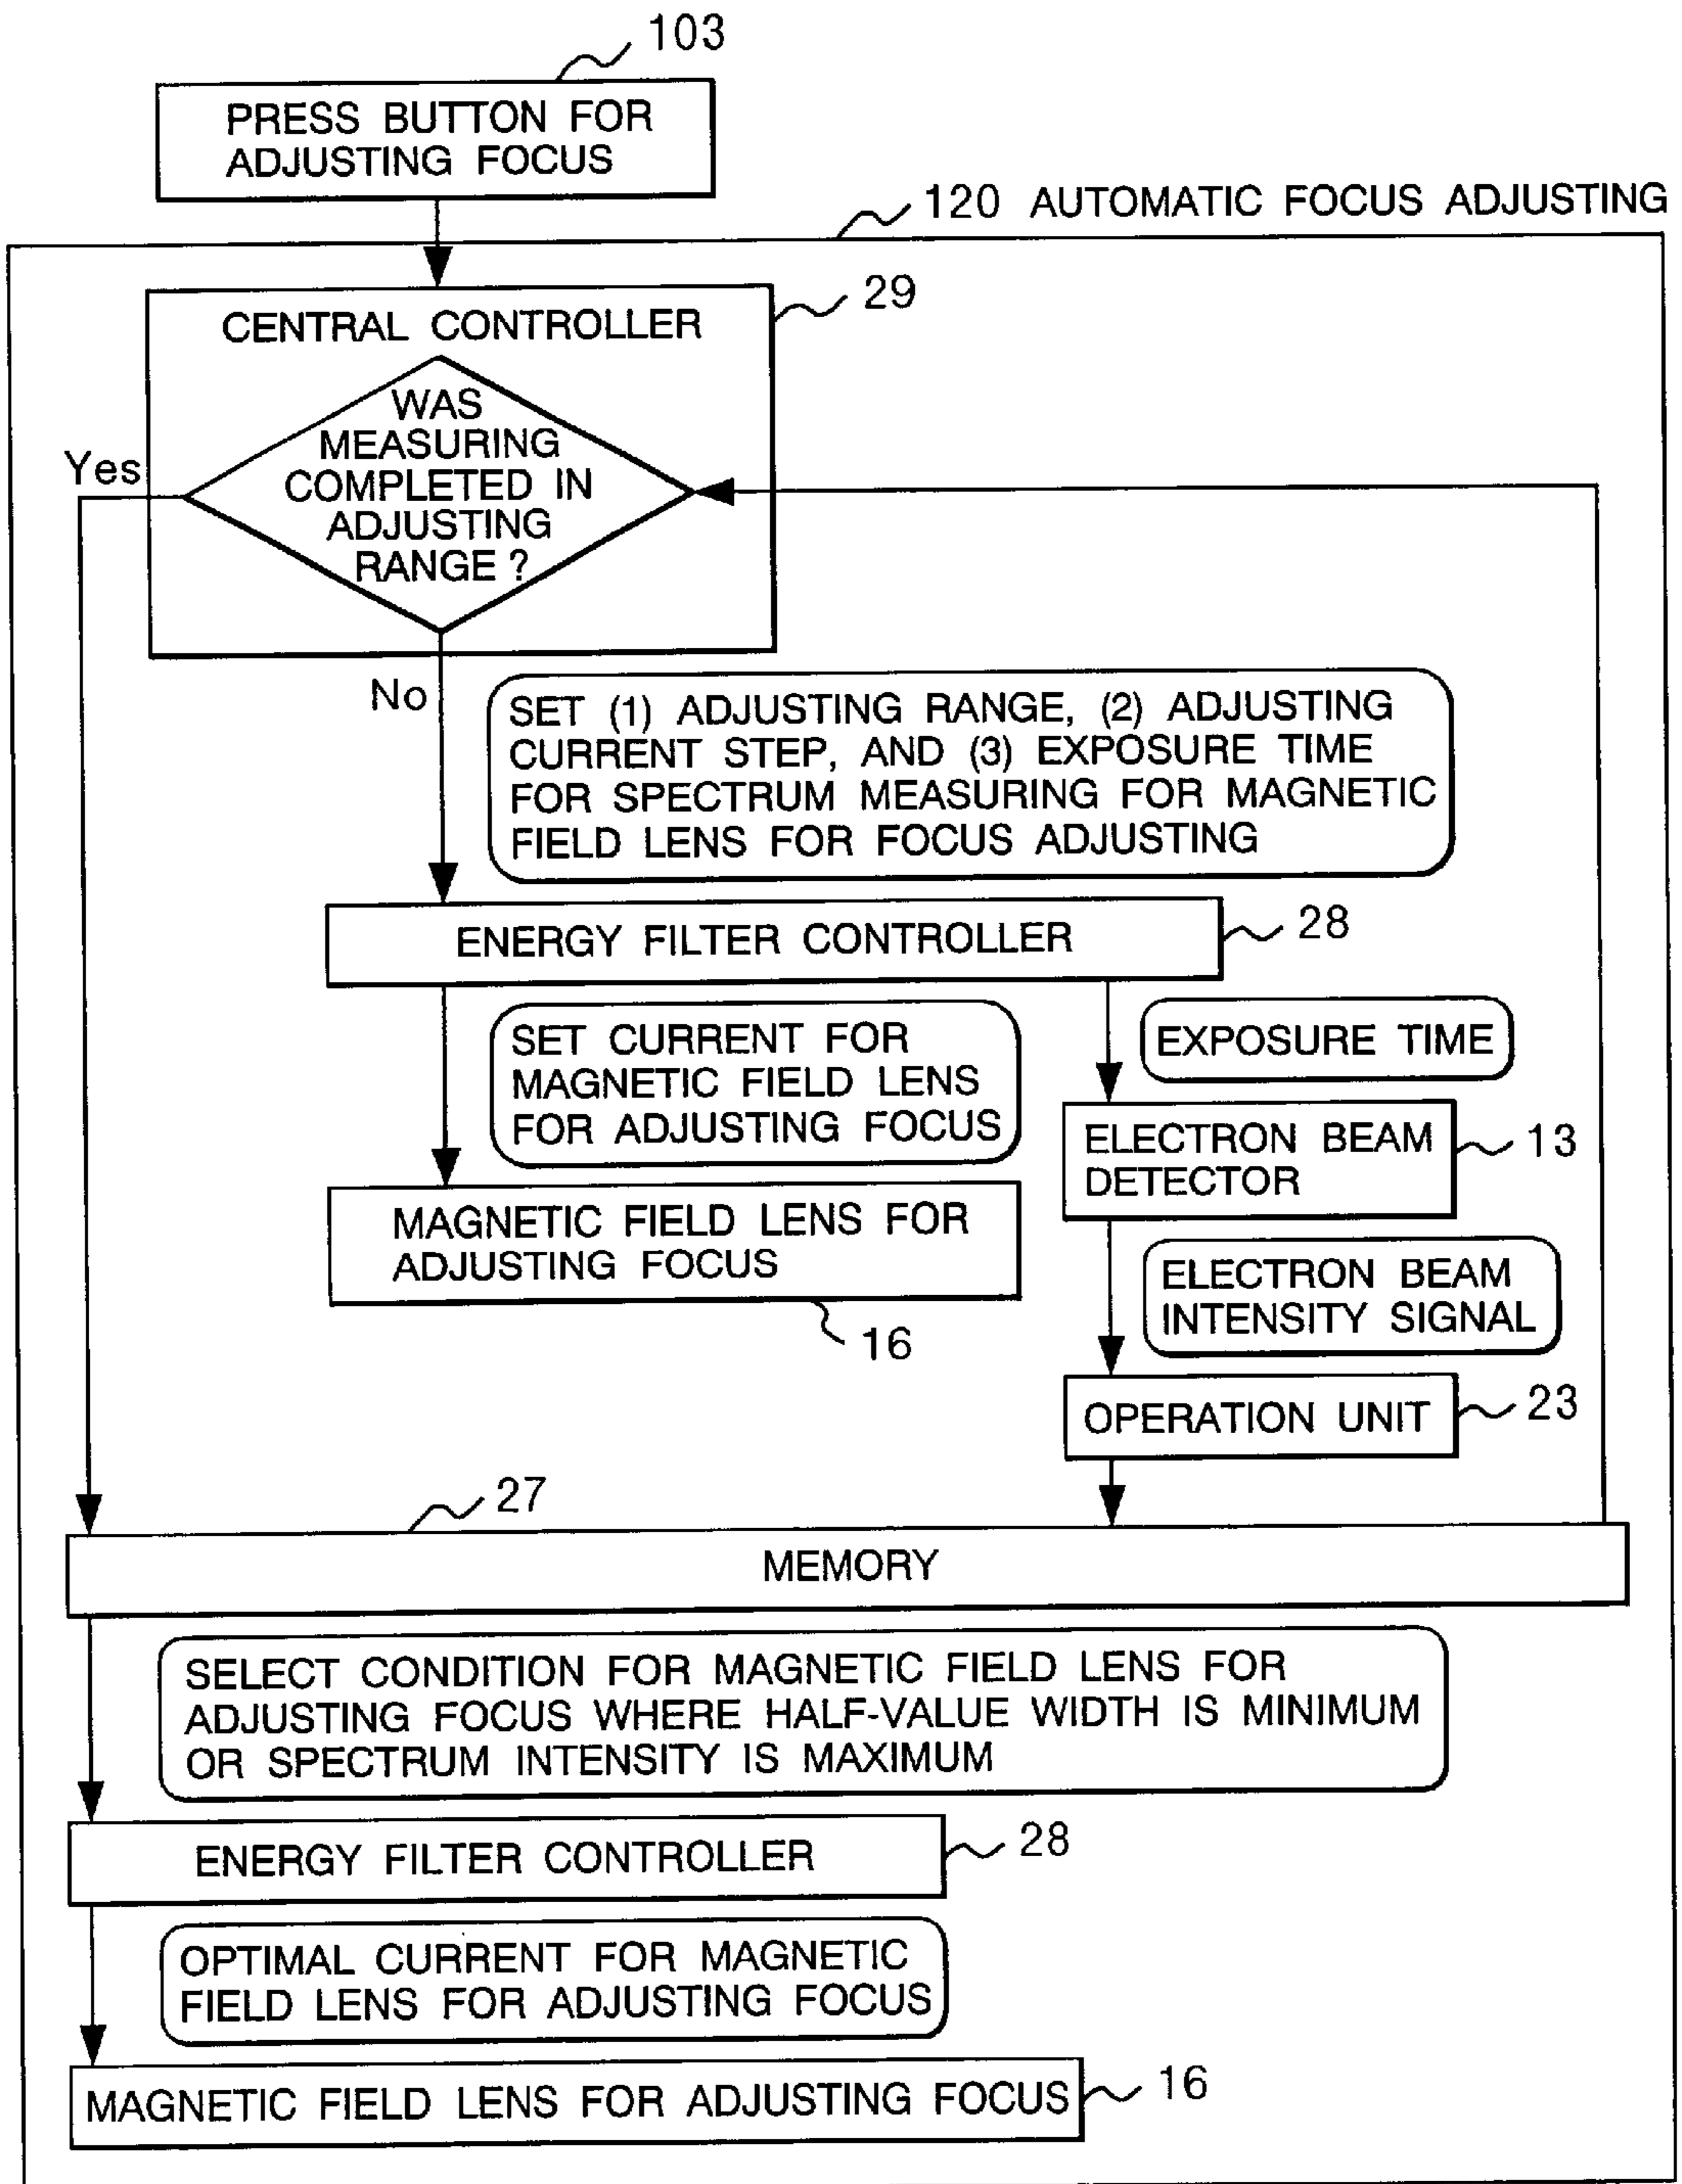 103
PRESS BUTTON FOR
ADJUSTING FOCUS
120 AUTOMATIC FOCUS ADJUSTING
29
CENTRAL CONTROLLER
WAS
MEASURING
COMPLETED IN
ADJUSTING
RANGE ?
Yes
No
SET (1) ADJUSTING RANGE, (2) ADJUSTING
CURRENT STEP, AND (3) EXPOSURE TIME
FOR SPECTRUM MEASURING FOR MAGNETIC
FIELD LENS FOR FOCUS ADJUSTING
ENERGY FILTER CONTROLLER
28
SET CURRENT FOR
MAGNETIC FIELD LENS
FOR ADJUSTING FOCUS
EXPOSURE TIME
ELECTRON BEAM
DETECTOR
13
MAGNETIC FIELD LENS FOR
ADJUSTING FOCUS
16
ELECTRON BEAM
INTENSITY SIGNAL
OPERATION UNIT
23
27
MEMORY
SELECT CONDITION FOR MAGNETIC FIELD LENS FOR
ADJUSTING FOCUS WHERE HALF-VALUE WIDTH IS MINIMUM
OR SPECTRUM INTENSITY IS MAXIMUM
ENERGY FILTER CONTROLLER
28
OPTIMAL CURRENT FOR MAGNETIC
FIELD LENS FOR ADJUSTING FOCUS
MAGNETIC FIELD LENS FOR ADJUSTING FOCUS
16